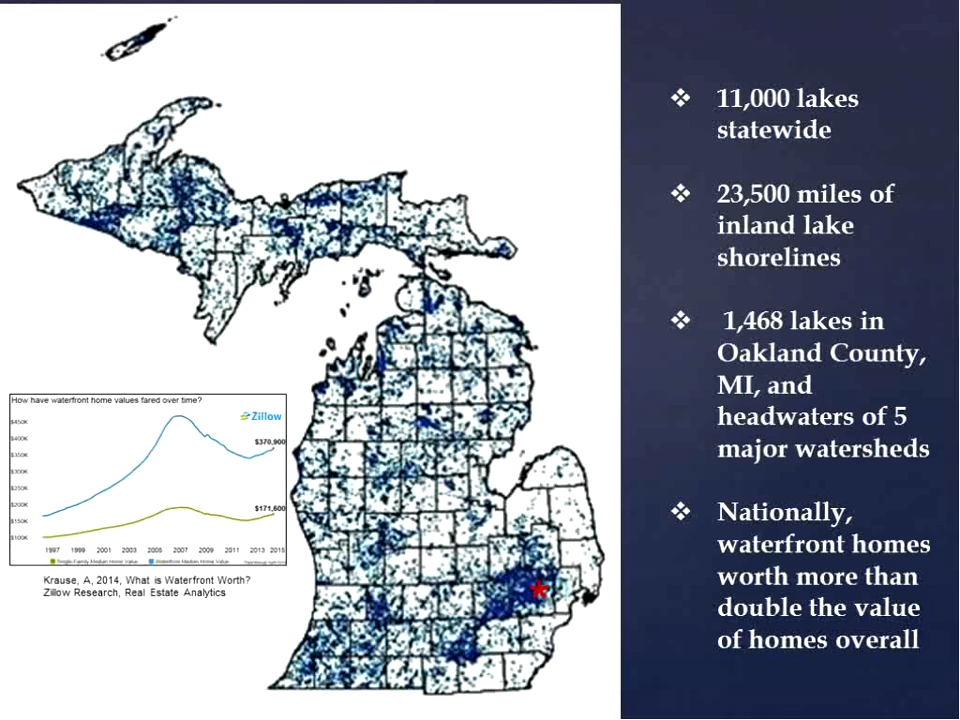 ❖ 11,000 lakes
statewide
❖ 23,500 miles of
inland lake
shorelines
❖ 1,468 lakes in
Oakland County,
MI, and
headwaters of 5
major watersheds
❖ Nationally,
waterfront homes
worth more than
double the value
of homes overall
How have waterfront home values fared over time?
Zillow
$450K
$400K
$350K
$300K
$250K
$200K
$150K
$100K
$370,900
$171,600
1997 1999 2001 2003 2005 2007 2009 2011 2013 2015
Single-Family Median Home Value Waterfront Median Home Value
Krause, A, 2014, What is Waterfront Worth?
Zillow Research, Real Estate Analytics